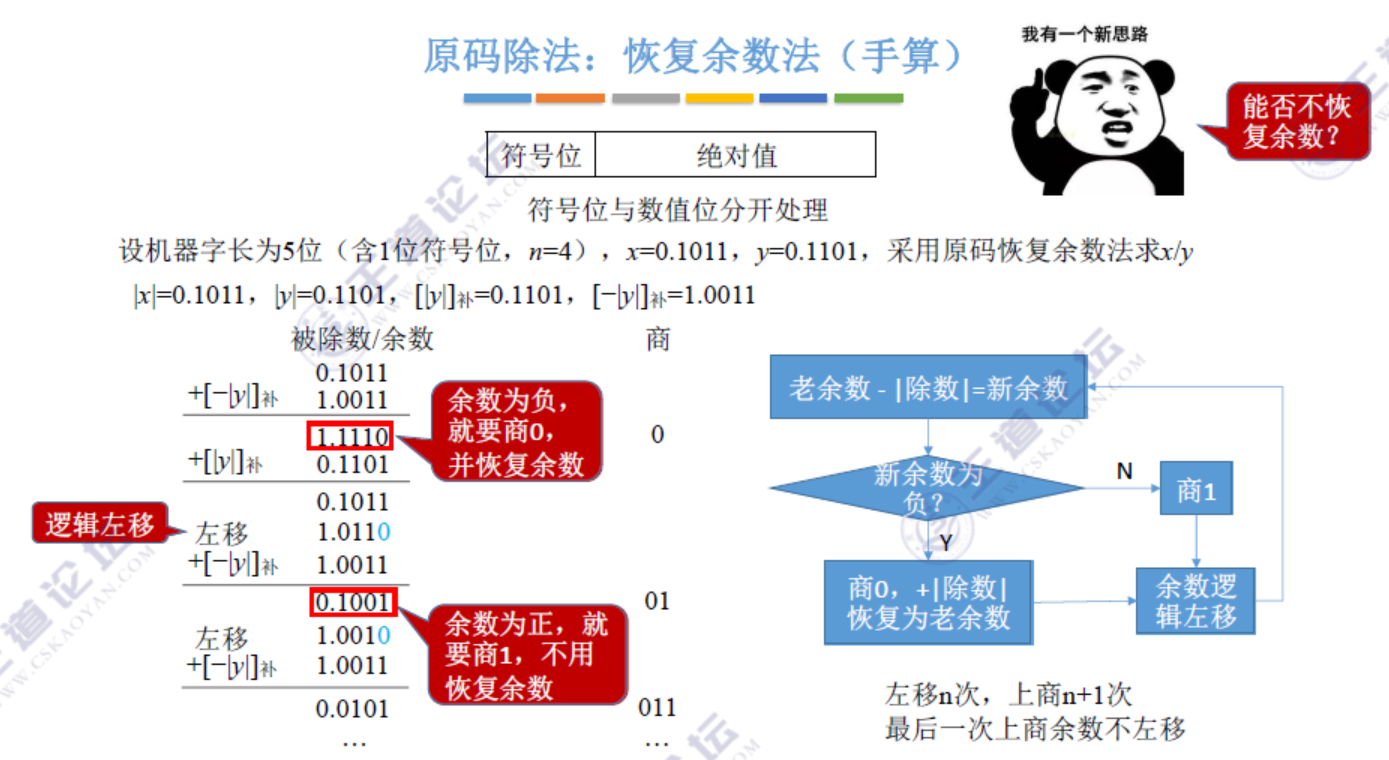 我有一个新思路
原码除法：恢复余数法（手算）
能否不恢
复余数？
符号位 绝对值
符号位与数值位分开处理
设机器字长为5位（含1位符号位，n=4），x=0.1011，y=0.1101，采用原码恢复余数法求x/y
|x|=0.1011，|y|=0.1101，[|y|]补=0.1101，[−|y|]补=1.0011
被除数/余数 商
0.1011
+[−|y|]补 1.0011
1.1110 0
+[|y|]补 0.1101
余数为负，
就要商0，
并恢复余数
0.1011
逻辑左移
左移 1.0110
+[−|y|]补 1.0011
0.1001 01
左移 1.0010
+[−|y|]补 1.0011
余数为正，就
要商1，不用
恢复余数
0.0101 011
… …
老余数 - |除数|=新余数
新余数为
负？
N
商1
Y
商0，+|除数|
恢复为老余数
余数逻
辑左移
左移n次，上商n+1次
最后一次上商余数不左移
王道论坛
WWW.CSKAOYAN.COM